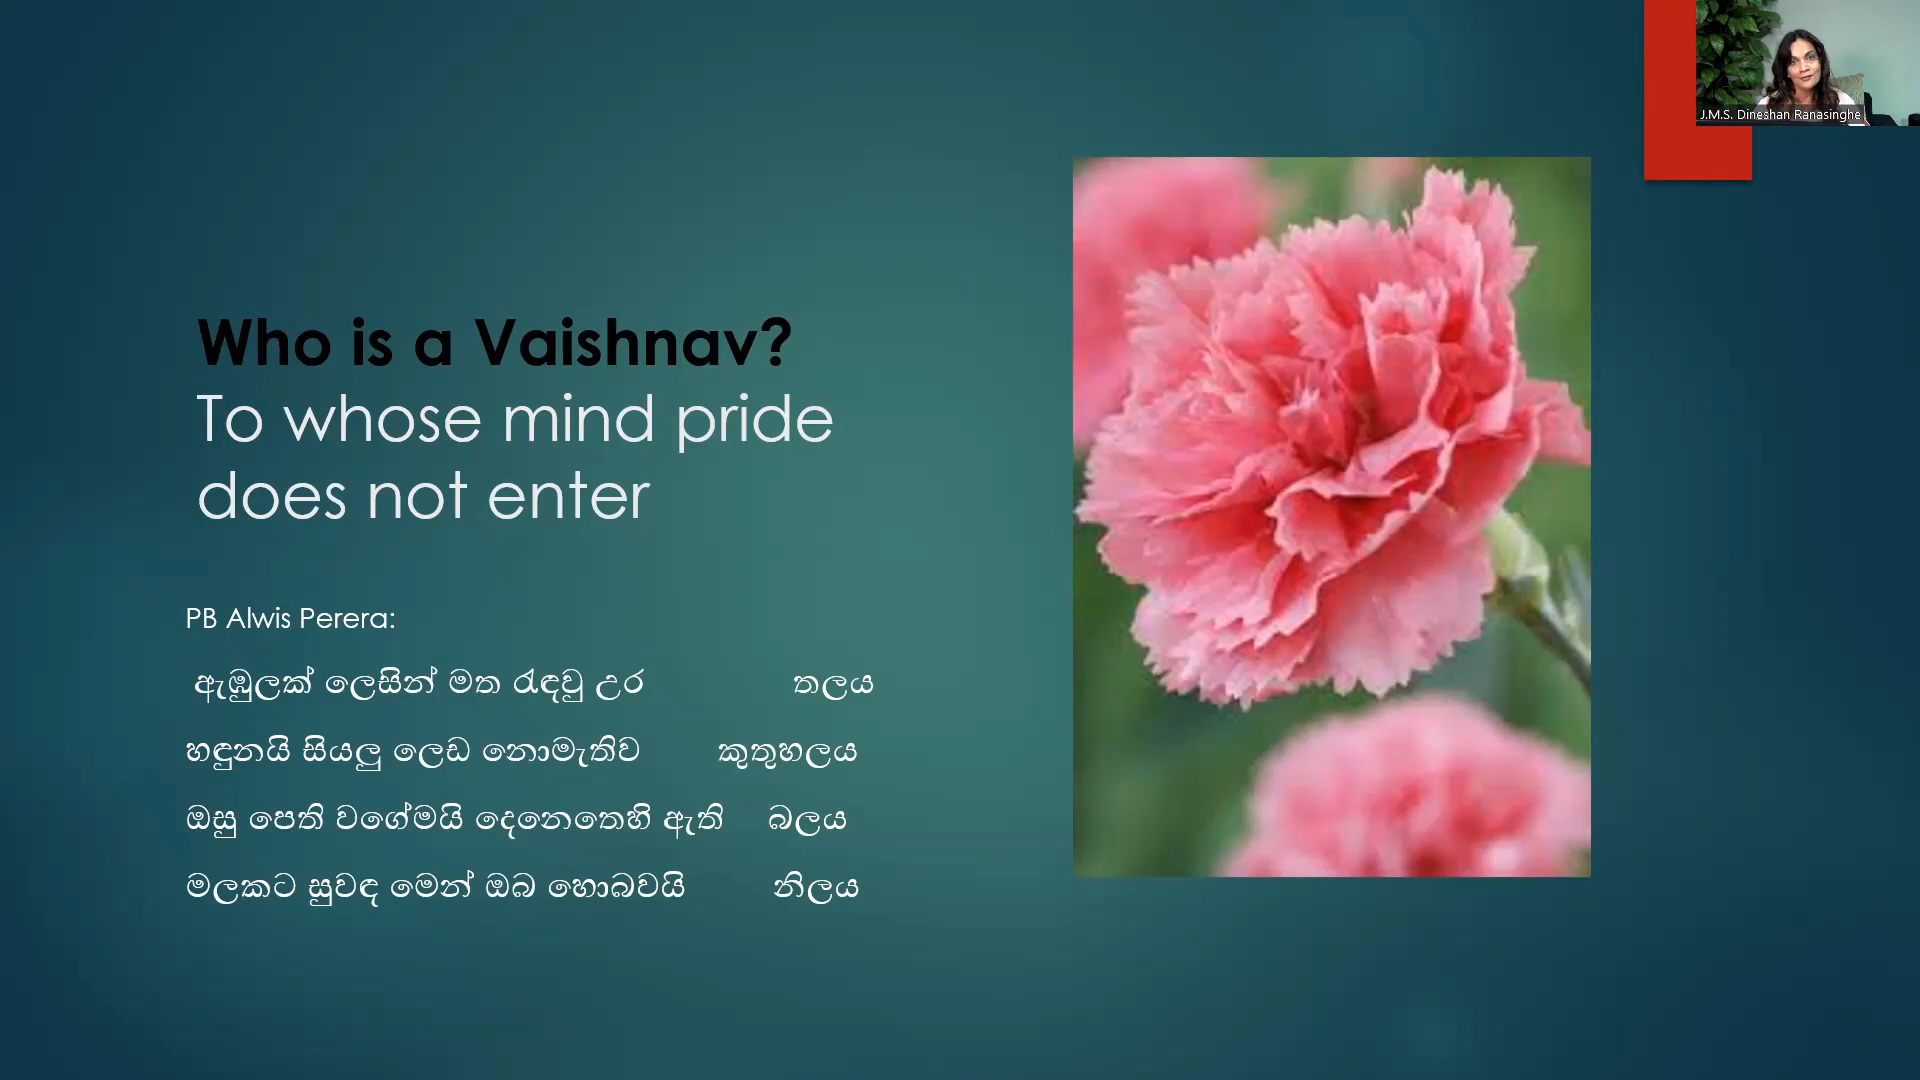 J.M.S. Dineshan Ranasinghe
Who is a Vaishnav?
To whose mind pride
does not enter
PB Alwis Perera:
ඇඹුලක් ලෙසින් මත රැඳවු උර තලය
හඳුනයි සියලු ලෙඩ නොමැතිව කුතුහලය
ඔසු පෙති වගේමයි දෙනෙතෙහි ඇති බලය
මලකට සුවඳ මෙන් ඔබ හොබවයි නිලය